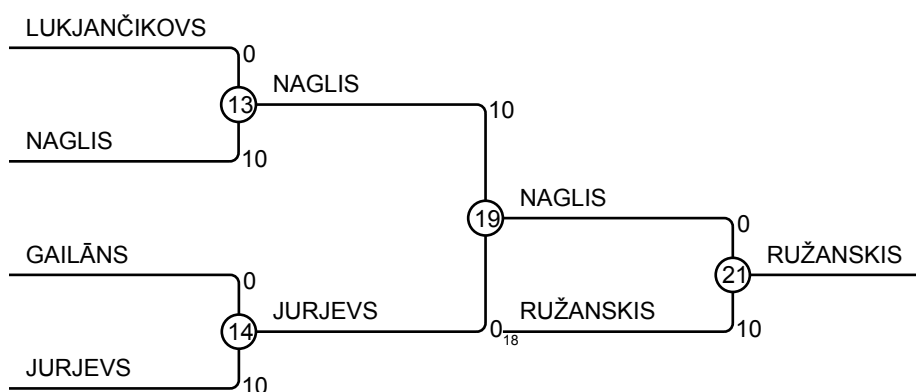 LUKJANČIKOVS
0
13
NAGLIS
10
NAGLIS
10
19
NAGLIS
0
GAILĀNS
0
21
RUŽANSKIS
14
JURJEVS
0
18
RUŽANSKIS
10
JURJEVS
10